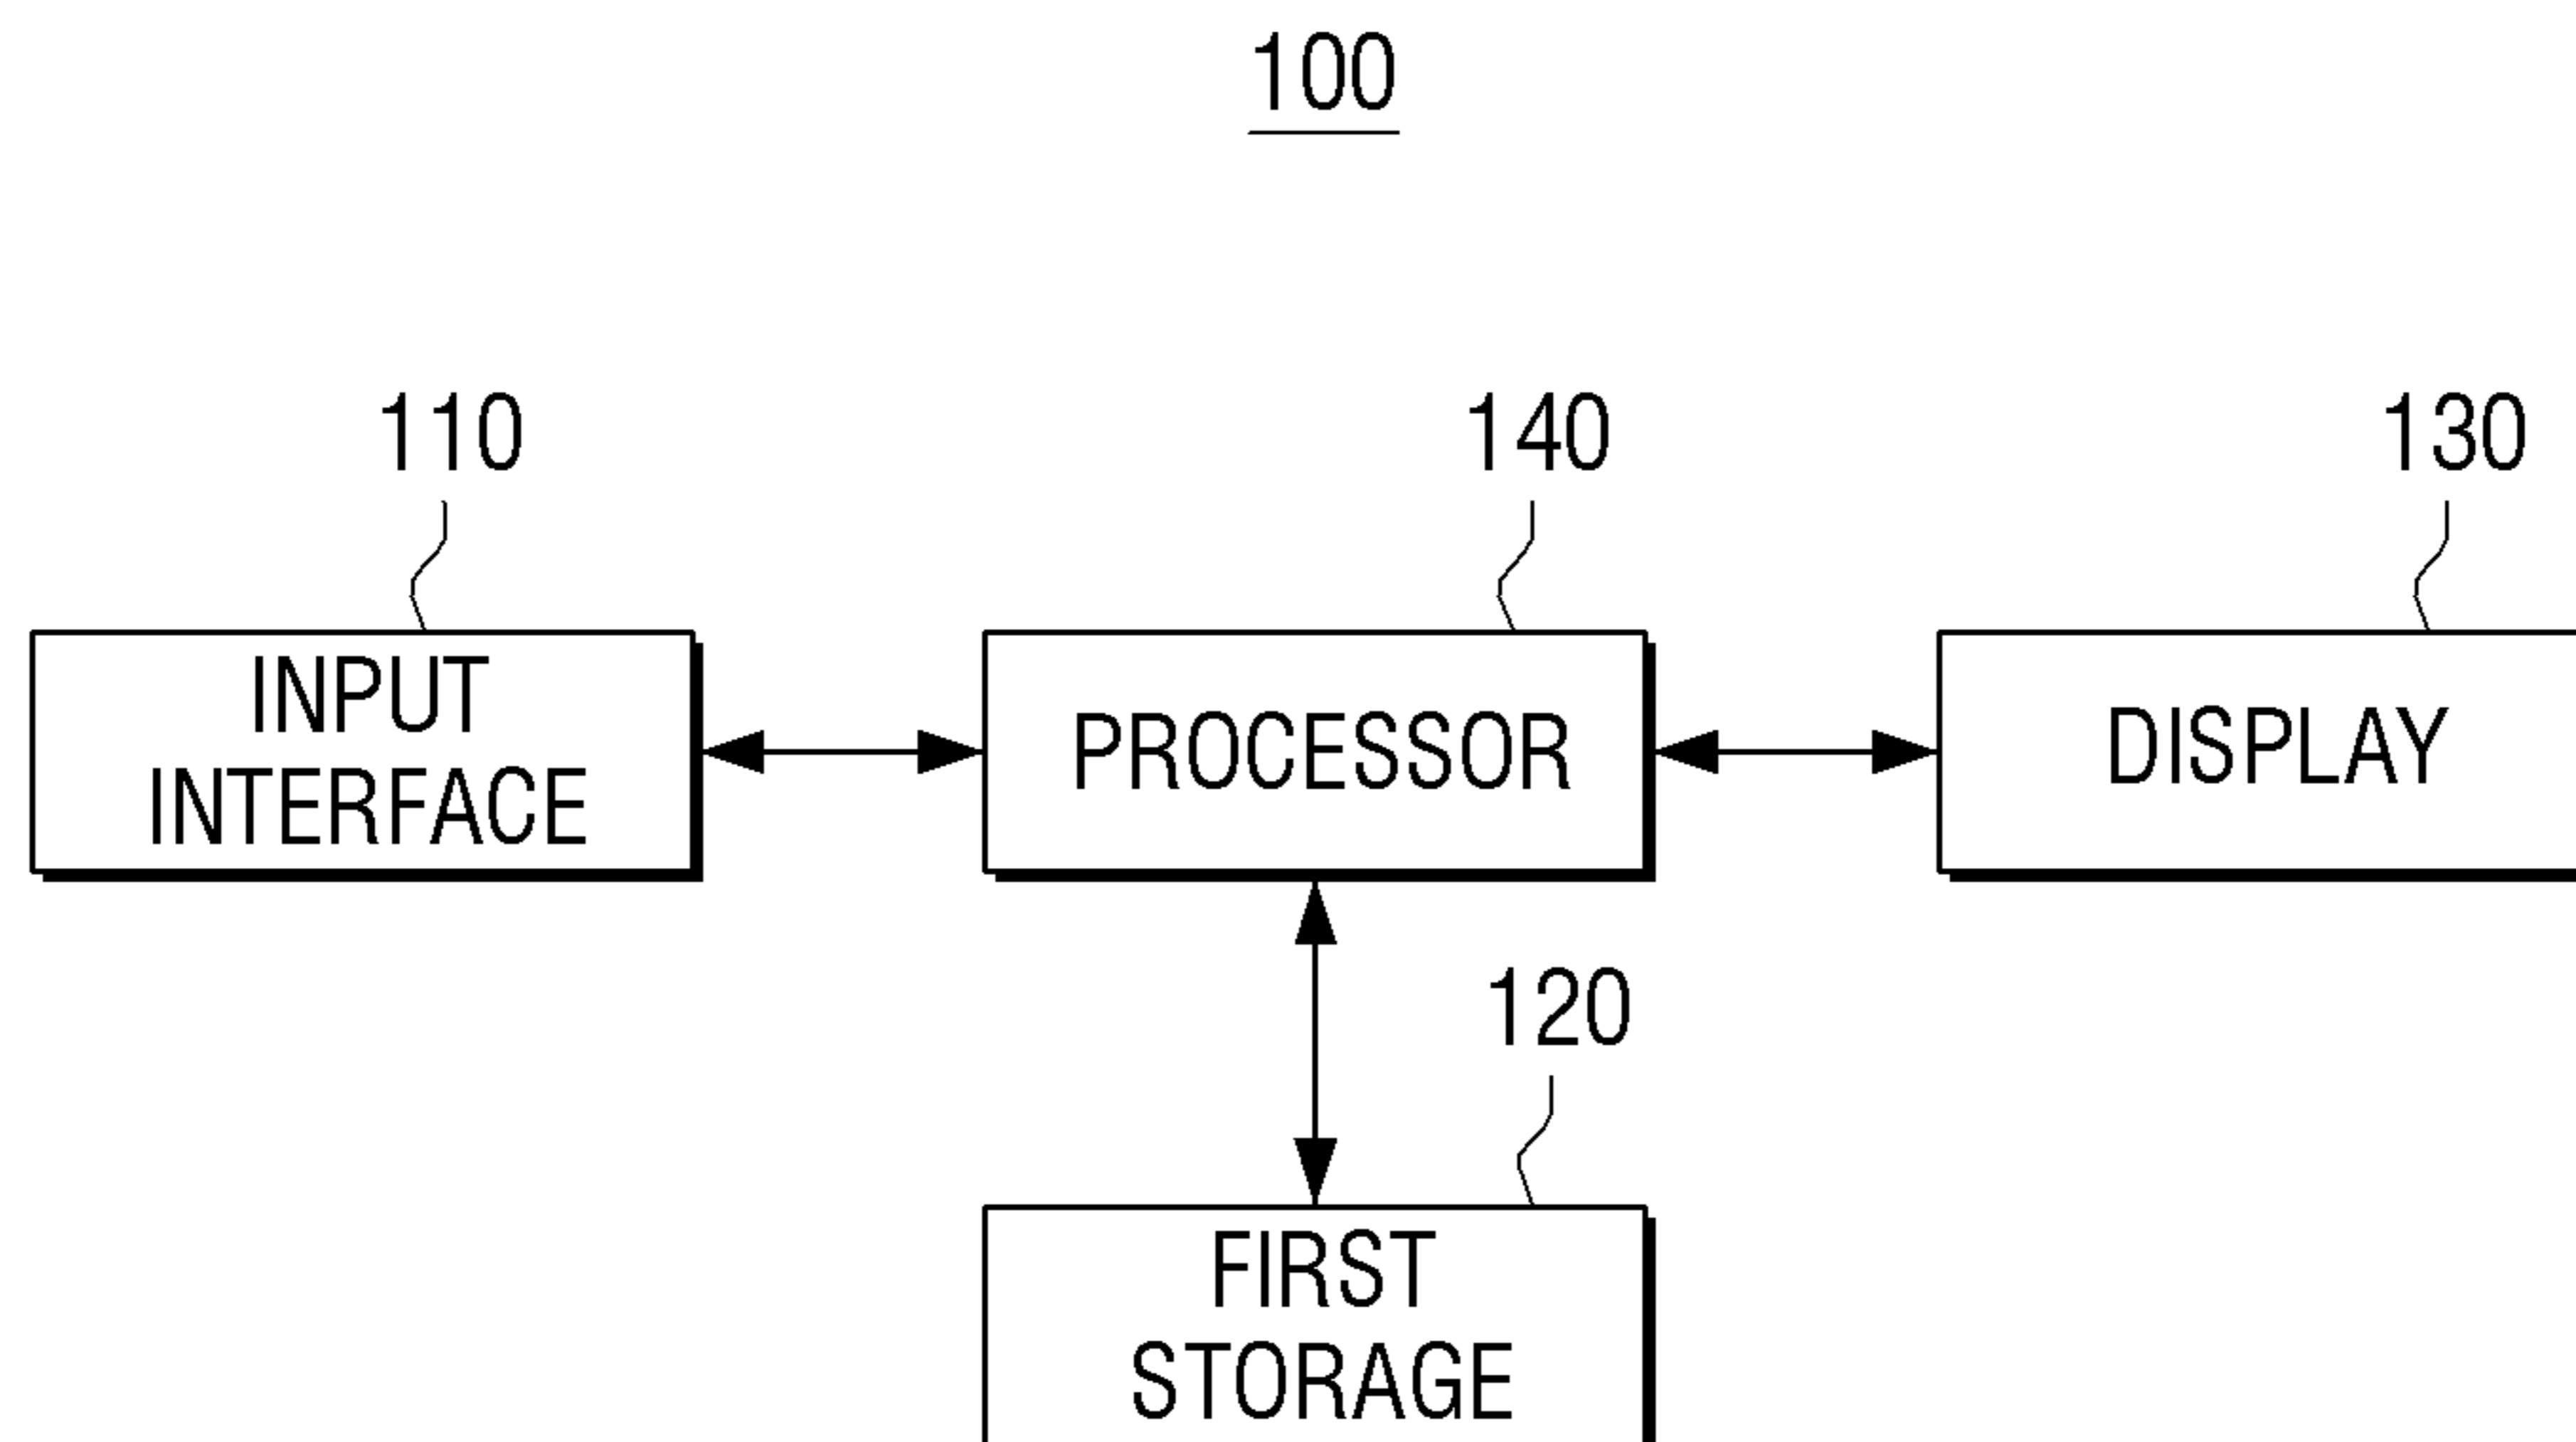 100
110
140
130
INPUT
INTERFACE
PROCESSOR
DISPLAY
120
FIRST
STORAGE